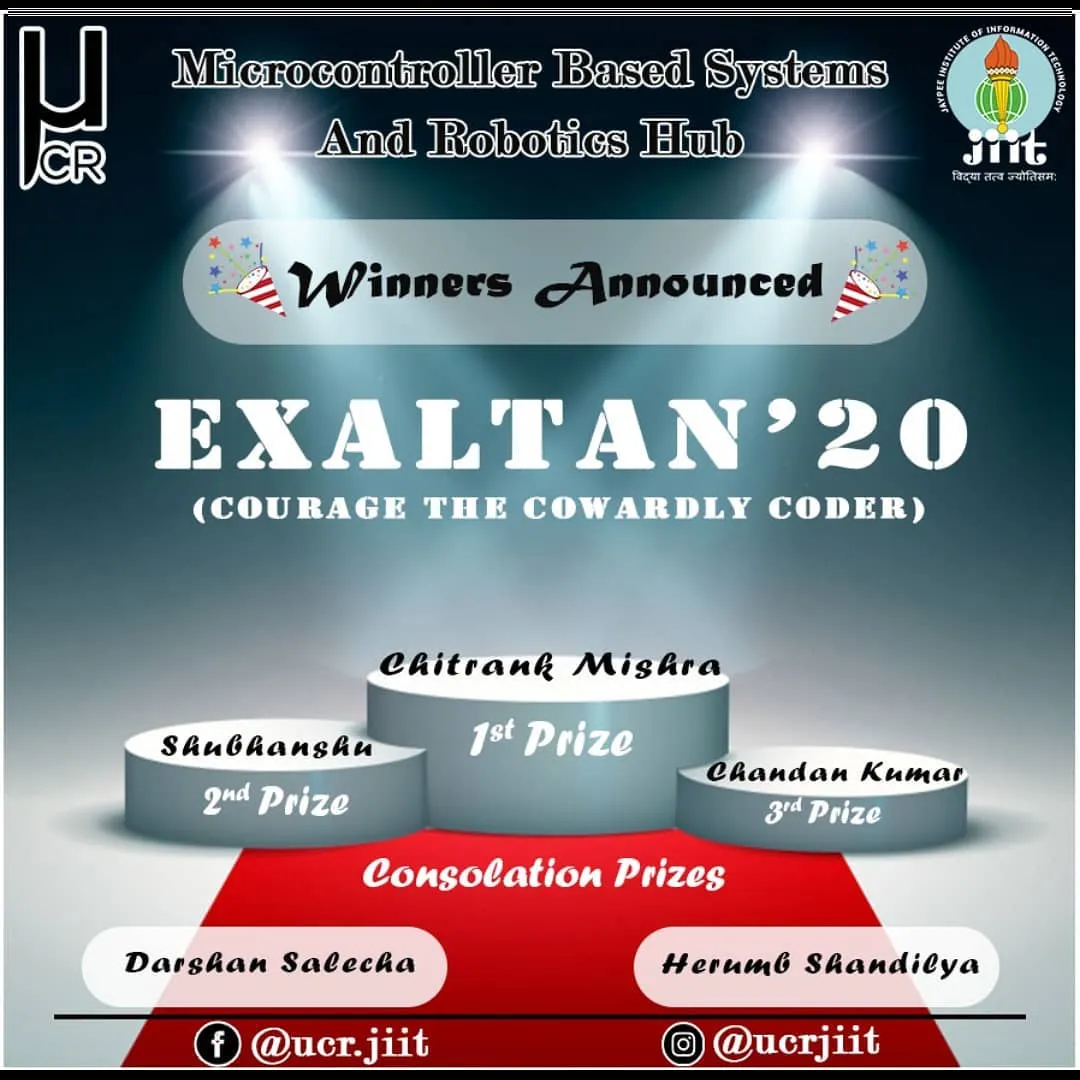 μCR
Microcontroller Based Systems
And Robotics Hub
JAYPEE INSTITUTE OF INFORMATION TECHNOLOGY
jiit
विद्या तत्व ज्योतिसम:
Winners Announced
EXALTAN'20
(COURAGE THE COWARDLY CODER)
Chitrank Mishra
1st Prize
Shubhanshu
2nd Prize
Chandan Kumar
3rd Prize
Consolation Prizes
Darshan Salecha
Herumb Shandilya
@ucr.jiit
@ucrjiit